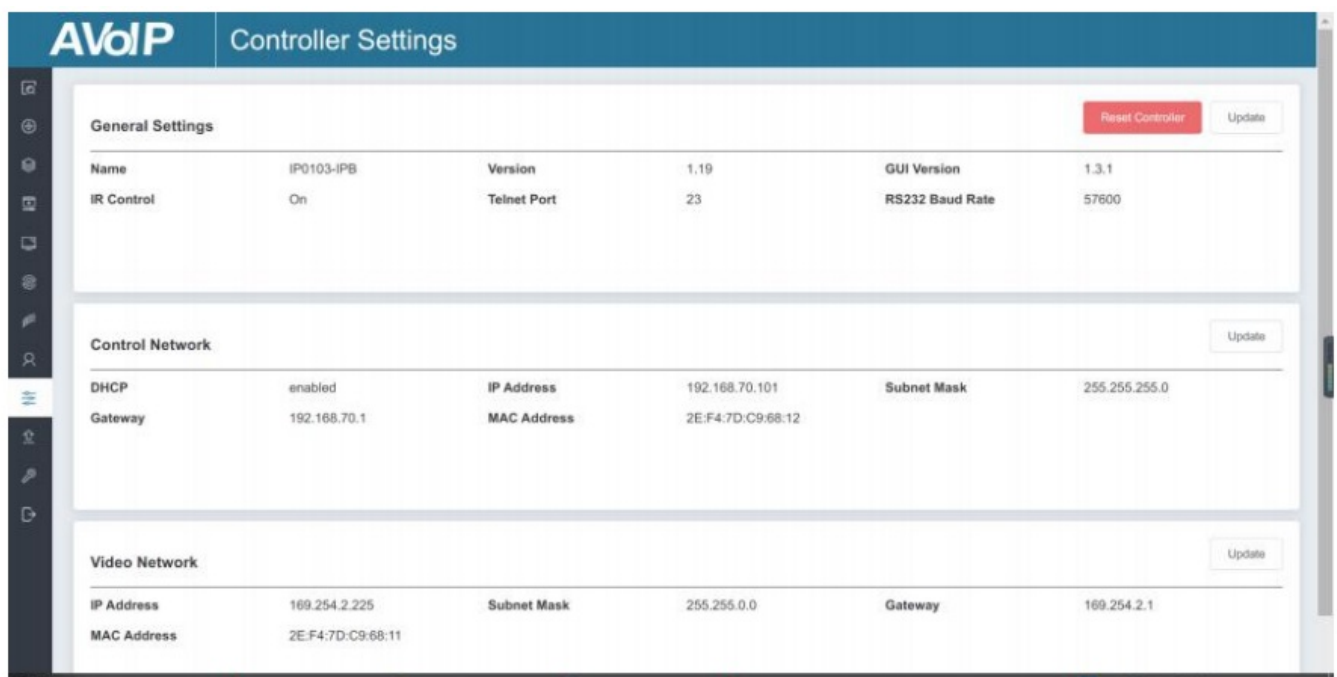 AVoIP Controller Settings
General Settings Reset Controller Update
Name IP0103-IPB Version 1.19 GUI Version 1.3.1
IR Control On Telnet Port 23 RS232 Baud Rate 57600
Control Network Update
DHCP enabled IP Address 192.168.70.101 Subnet Mask 255.255.255.0
Gateway 192.168.70.1 MAC Address 2E:F4:7D:C9:68:12
Video Network Update
IP Address 169.254.2.225 Subnet Mask 255.255.0.0 Gateway 169.254.2.1
MAC Address 2E:F4:7D:C9:68:11